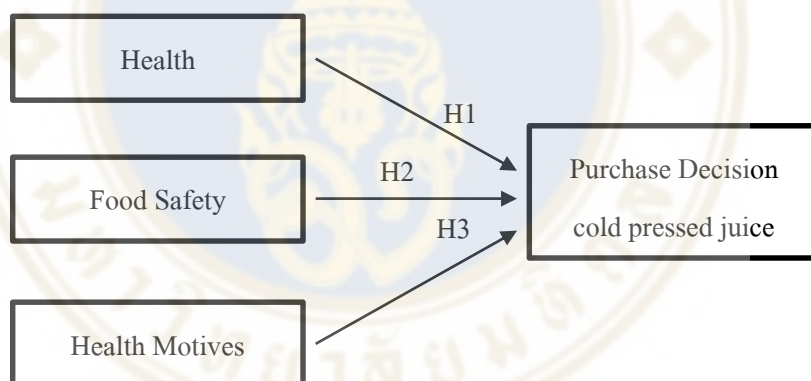 Health
H1
Food Safety
H2
Purchase Decision
cold pressed juice
H3
Health Motives